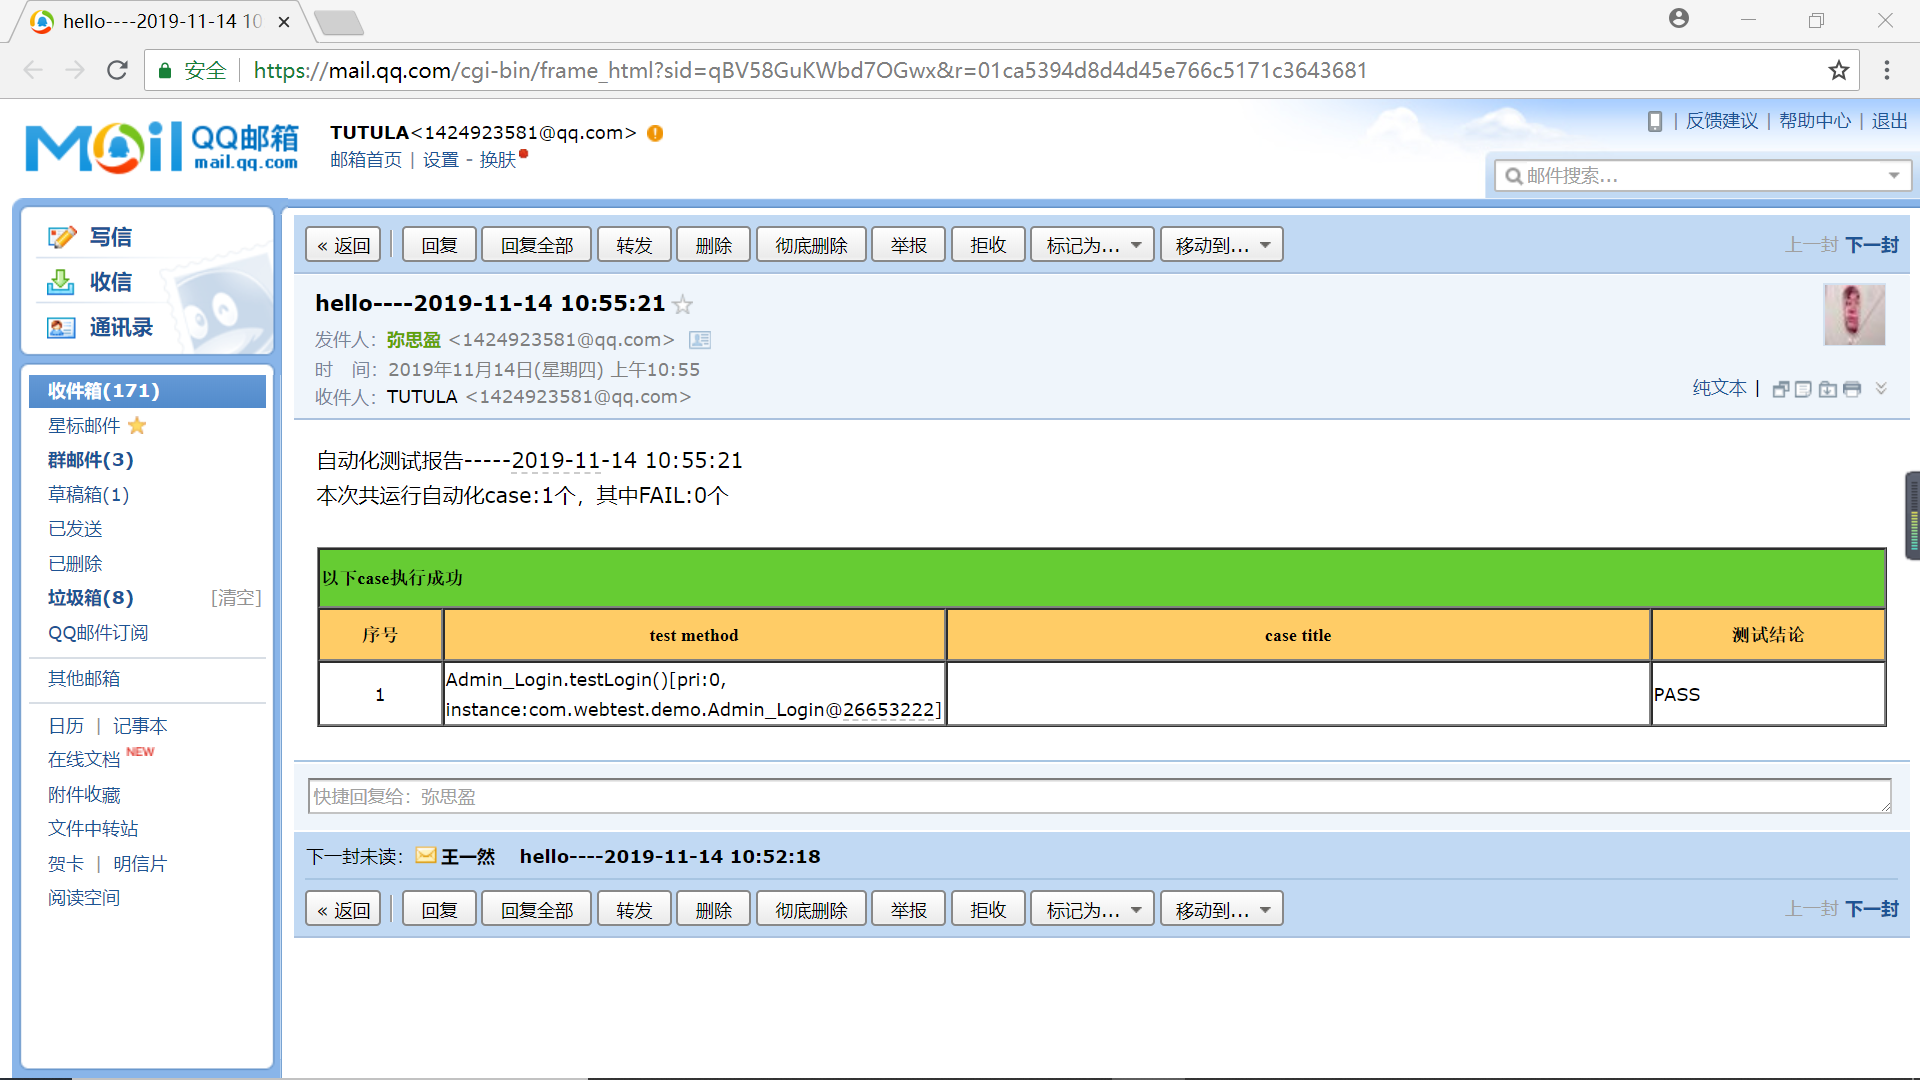 hello----2019-11-14 10
安全 https://mail.qq.com/cgi-bin/frame_html?sid=qBV58GuKWbd7OGwx&r=01ca5394d8d4d45e766c5171c3643681
Mail QQ邮箱 mail.qq.com
TUTULA<1424923581@qq.com>
邮箱首页 | 设置 - 换肤
| 反馈建议 | 帮助中心 | 退出
邮件搜索...
写信
收信
通讯录
收件箱(171)
星标邮件
群邮件(3)
草稿箱(1)
已发送
已删除
垃圾箱(8) [清空]
QQ邮件订阅
其他邮箱
日历 | 记事本
在线文档 NEW
附件收藏
文件中转站
贺卡 | 明信片
阅读空间
« 返回 回复 回复全部 转发 删除 彻底删除 举报 拒收 标记为... 移动到... 上一封 下一封
hello----2019-11-14 10:55:21
发件人：弥思盈 <1424923581@qq.com>
时 间：2019年11月14日(星期四) 上午10:55
收件人：TUTULA <1424923581@qq.com>
纯文本 |
自动化测试报告-----2019-11-14 10:55:21
本次共运行自动化case:1个，其中FAIL:0个
以下case执行成功
序号 test method case title 测试结论
1 Admin_Login.testLogin()[pri:0, instance:com.webtest.demo.Admin_Login@26653222] PASS
快捷回复给：弥思盈
下一封未读： 王一然 hello----2019-11-14 10:52:18
« 返回 回复 回复全部 转发 删除 彻底删除 举报 拒收 标记为... 移动到... 上一封 下一封